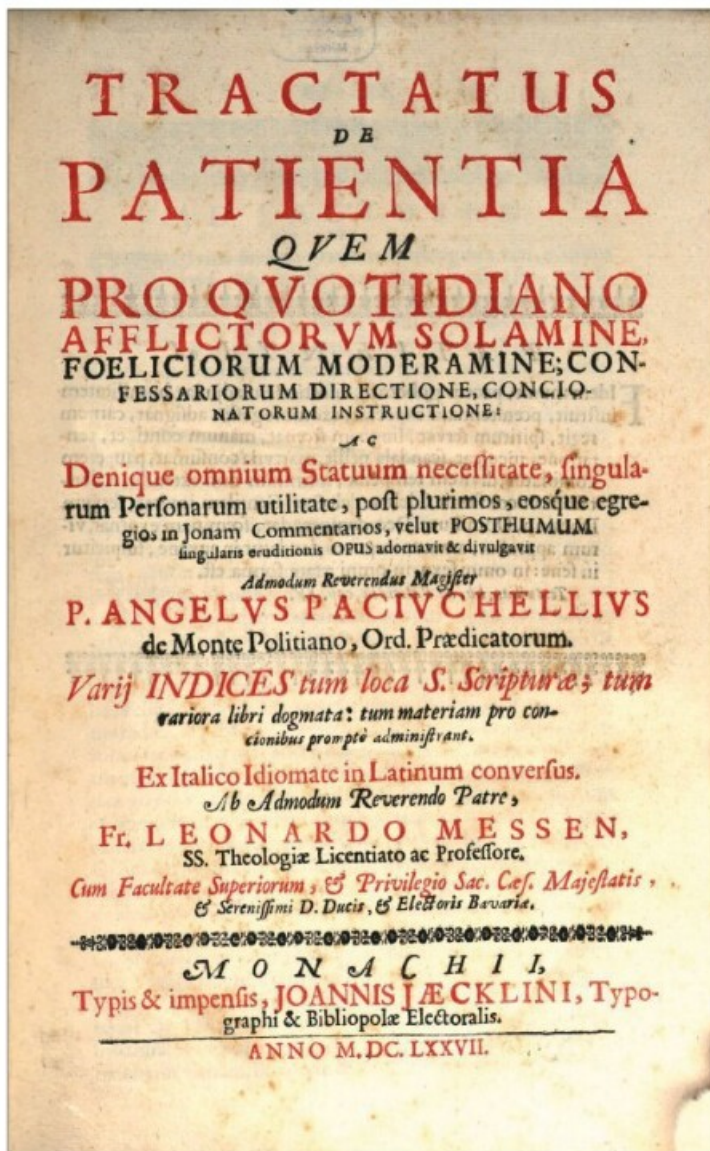 TRACTATUS
DE
PATIENTIA
QVEM
PRO QVOTIDIANO
AFFLICTORVM SOLAMINE,
FOELICIORUM MODERAMINE; CON-
FESSARIORUM DIRECTIONE, CONCIO-
NATORUM INSTRUCTIONE:
AC
Denique omnium Statuum neceſſitate, ſingula-
rum Perſonarum utilitate, poſt plurimos, eosque egre-
gios in Jonam Commentarios, velut POSTHUMUM
ſingularis eruditionis OPUS adornavit & divulgavit
Admodum Reverendus Magiſter
P. ANGELVS PACIVCHELLIVS
de Monte Politiano, Ord. Prædicatorum.
Varij INDICES tum loca S. Scripturæ; tum
rariora libri dogmata: tum materiam pro con-
cionibus promptè adminiſtrant.
Ex Italico Idiomate in Latinum converſus.
Ab Admodum Reverendo Patre,
Fr. LEONARDO MESSEN,
SS. Theologiæ Licentiato ac Profeſſore.
Cum Facultate Superiorum, & Privilegio Sac. Cæſ. Majeſtatis,
& Sereniſſimi D. Ducis, & Electoris Bavariæ.
MONACHII,
Typis & impenſis, JOANNIS JÆCKLINI, Typo-
graphi & Bibliopolæ Electoralis.
ANNO M.DC.LXXVII.